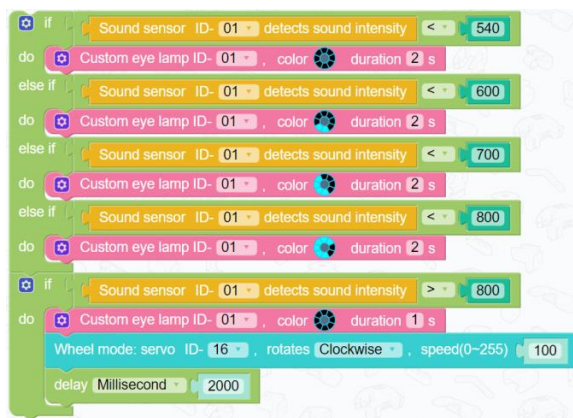 if Sound sensor ID- 01 detects sound intensity < 540
do Custom eye lamp ID- 01 , color duration 2 s
else if Sound sensor ID- 01 detects sound intensity < 600
do Custom eye lamp ID- 01 , color duration 2 s
else if Sound sensor ID- 01 detects sound intensity < 700
do Custom eye lamp ID- 01 , color duration 2 s
else if Sound sensor ID- 01 detects sound intensity < 800
do Custom eye lamp ID- 01 , color duration 2 s
if Sound sensor ID- 01 detects sound intensity > 800
do Custom eye lamp ID- 01 , color duration 1 s
Wheel mode: servo ID- 16 , rotates Clockwise , speed(0~255) 100
delay Millisecond 2000